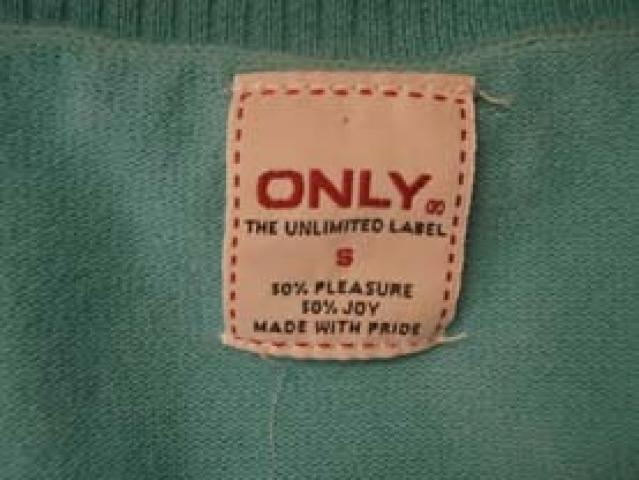 ONLY
THE UNLIMITED LABEL
S
50% PLEASURE
50% JOY
MADE WITH PRIDE